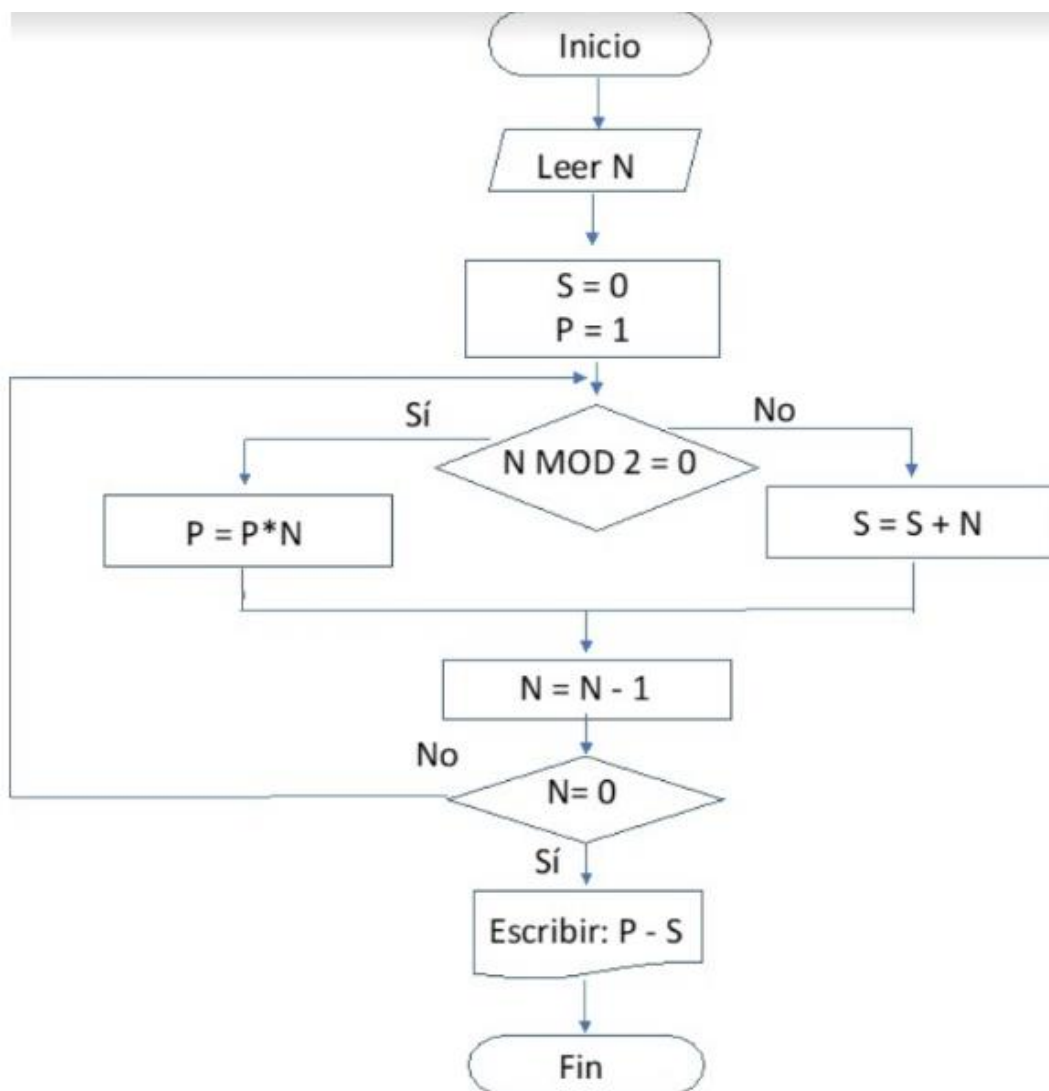 Inicio
Leer N
S = 0
P = 1
Sí
No
N MOD 2 = 0
P = P*N
S = S + N
N = N - 1
No
N= 0
Sí
Escribir: P - S
Fin